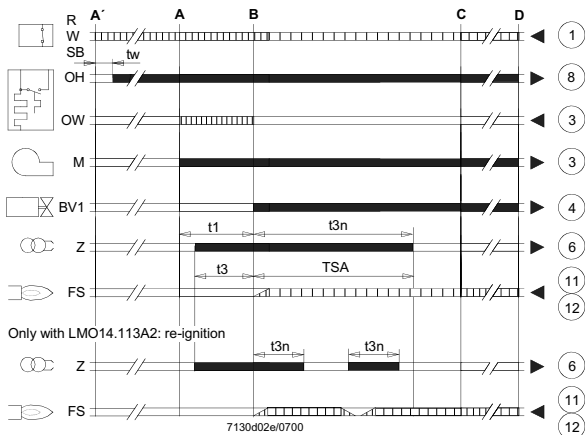 A´ A B C D
R
W 1
SB tw
OH 8
OW 3
M 3
BV1 4
t1 t3n
Z 6
t3 TSA
FS 11
12
Only with LMO14.113A2: re-ignition
t3n t3n
Z 6
FS 11
12
7130d02e/0700